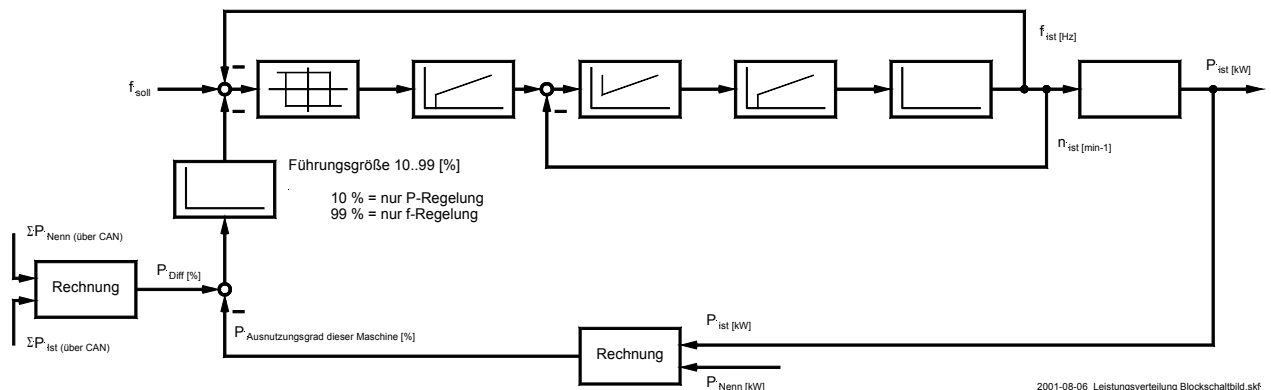 f ist [Hz]
P ist [kW]
f soll
n ist [min-1]
Führungsgröße 10..99 [%]
10 % = nur P-Regelung
99 % = nur f-Regelung
ΣP Nenn (über CAN)
P Diff [%]
Rechnung
ΣP Ist (über CAN)
P Ausnutzungsgrad dieser Maschine [%]
P ist [kW]
Rechnung
P Nenn [kW]
2001-08-06_Leistungsverteilung Blockschaltbild.skf